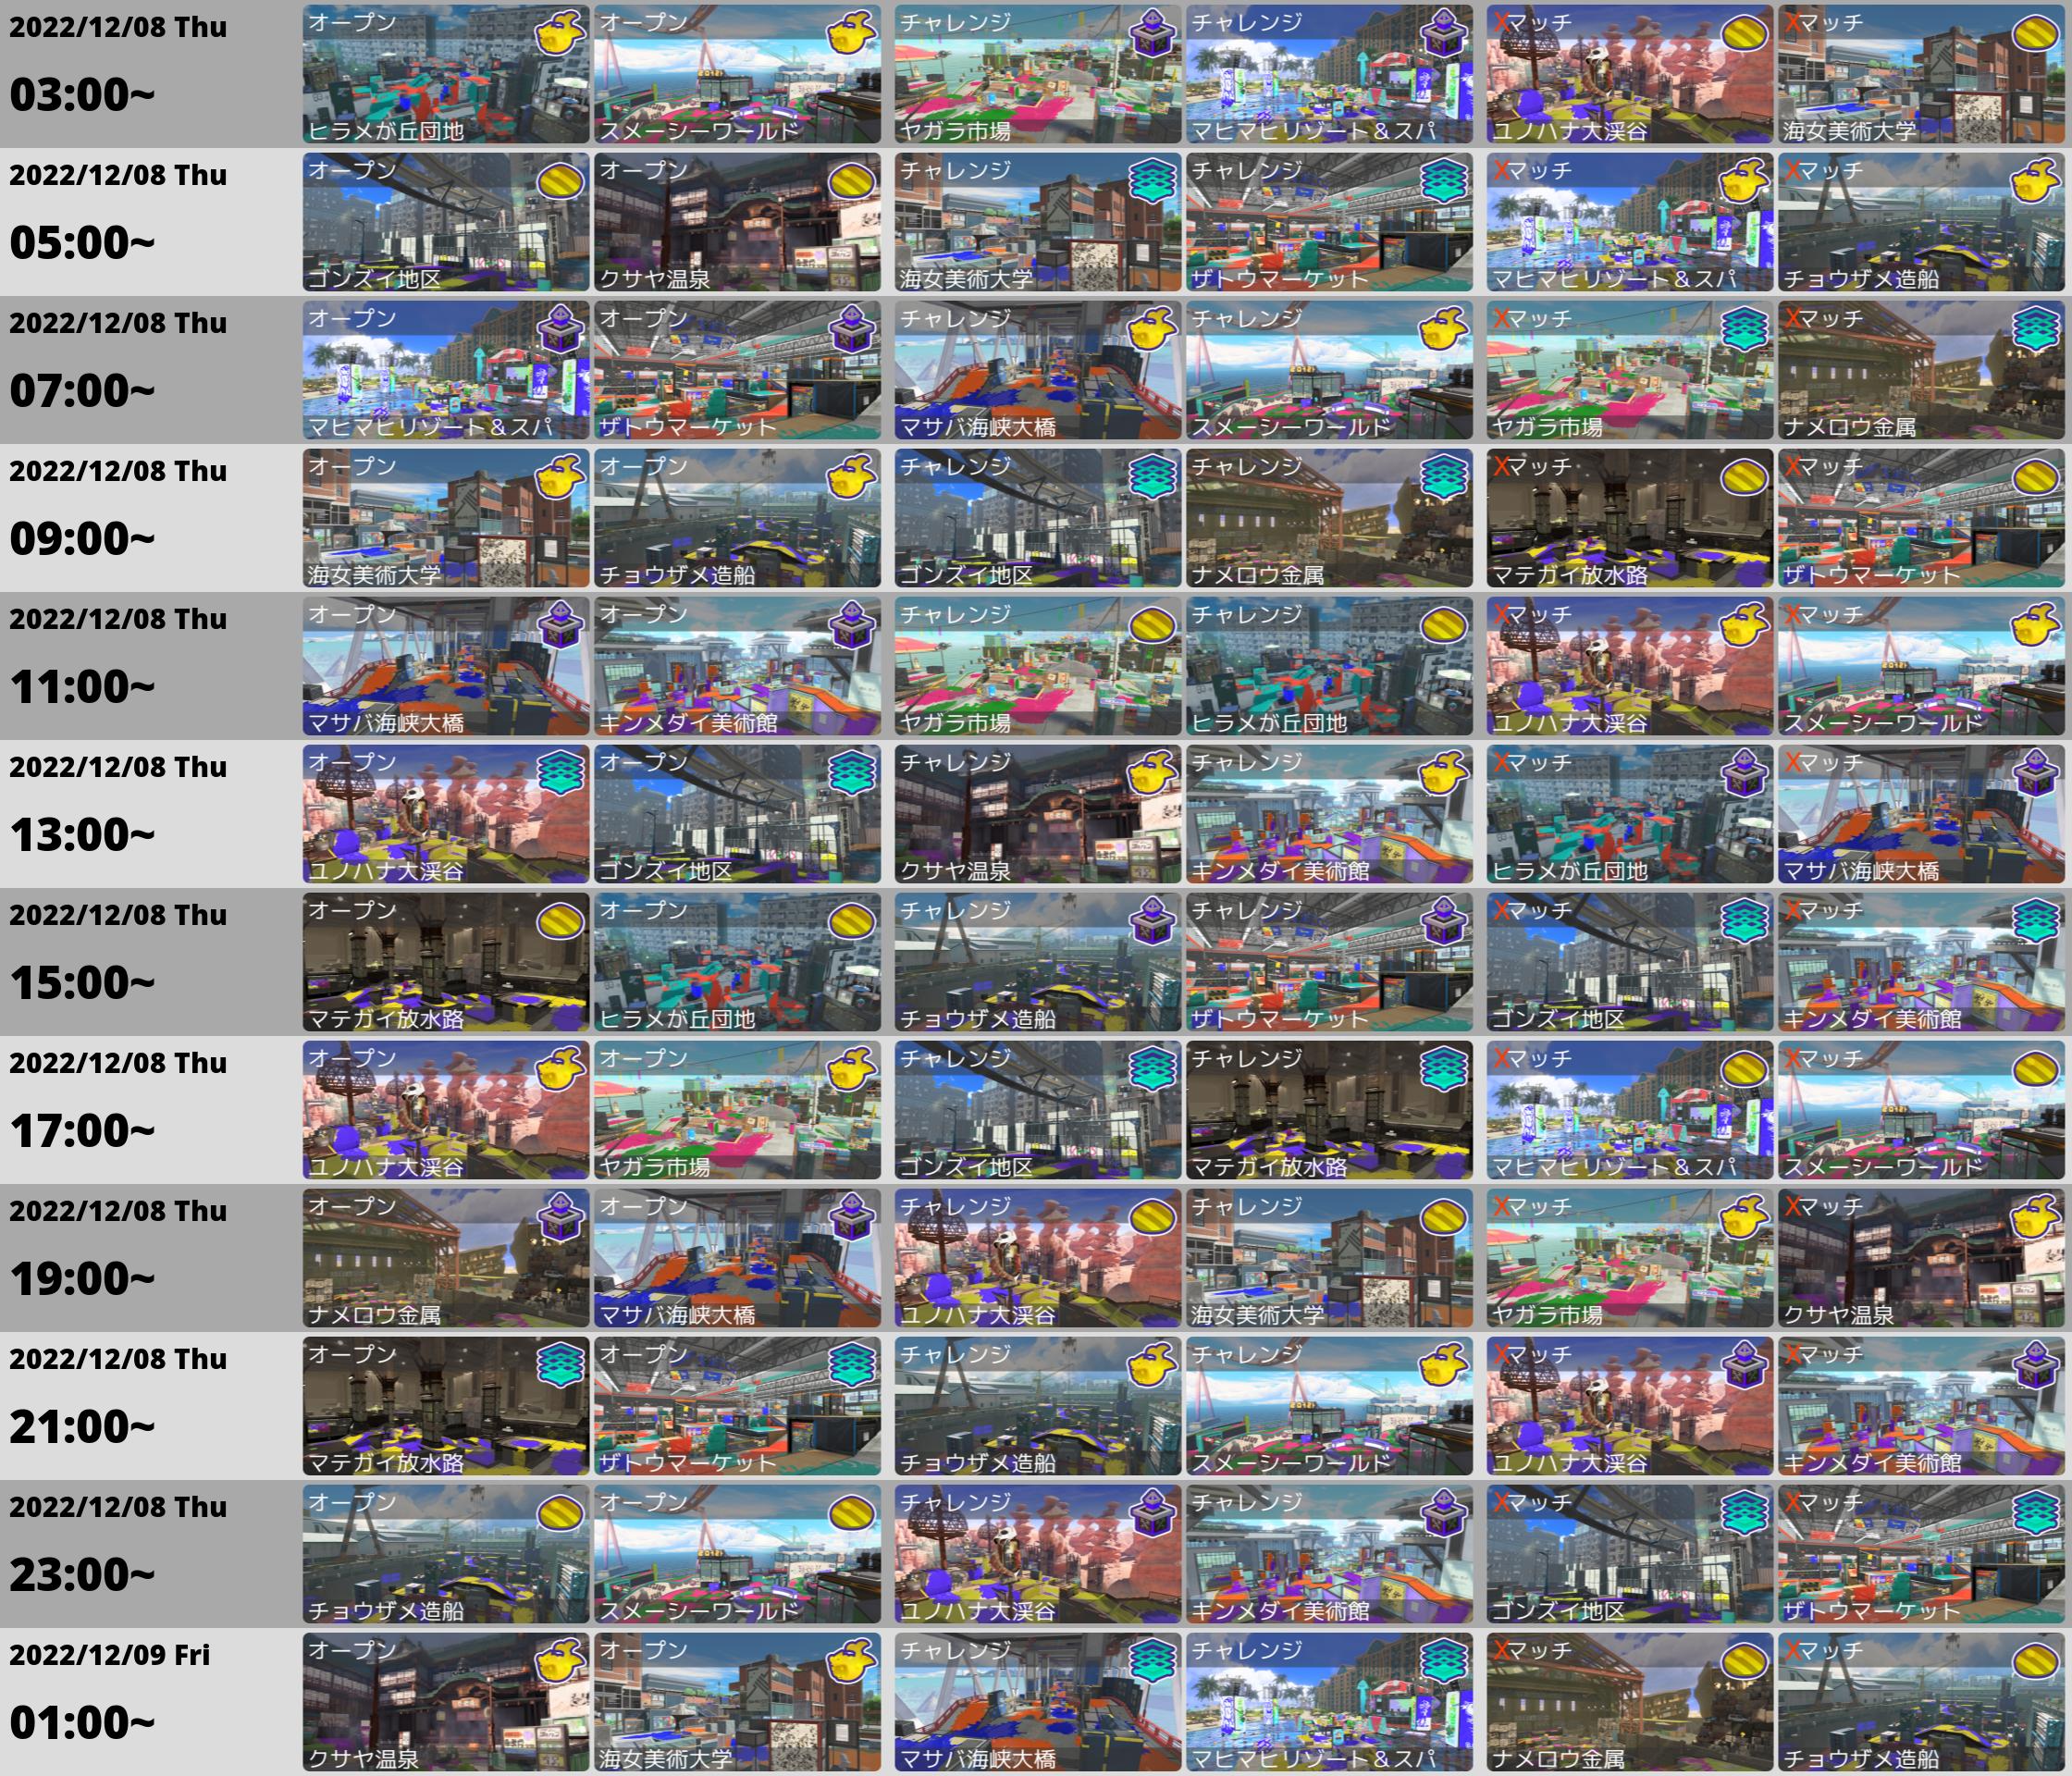 2022/12/08 Thu
03:00~
オープン
ヒラメが丘団地
オープン
スメーシーワールド
チャレンジ
ヤガラ市場
チャレンジ
マヒマヒリゾート＆スパ
Xマッチ
ユノハナ大渓谷
Xマッチ
海女美術大学
2022/12/08 Thu
05:00~
オープン
ゴンズイ地区
オープン
クサヤ温泉
チャレンジ
海女美術大学
チャレンジ
ザトウマーケット
Xマッチ
マヒマヒリゾート＆スパ
Xマッチ
チョウザメ造船
2022/12/08 Thu
07:00~
オープン
マヒマヒリゾート＆スパ
オープン
ザトウマーケット
チャレンジ
マサバ海峡大橋
チャレンジ
スメーシーワールド
Xマッチ
ヤガラ市場
Xマッチ
ナメロウ金属
2022/12/08 Thu
09:00~
オープン
海女美術大学
オープン
チョウザメ造船
チャレンジ
ゴンズイ地区
チャレンジ
ナメロウ金属
Xマッチ
マテガイ放水路
Xマッチ
ザトウマーケット
2022/12/08 Thu
11:00~
オープン
マサバ海峡大橋
オープン
キンメダイ美術館
チャレンジ
ヤガラ市場
チャレンジ
ヒラメが丘団地
Xマッチ
ユノハナ大渓谷
Xマッチ
スメーシーワールド
2022/12/08 Thu
13:00~
オープン
ユノハナ大渓谷
オープン
ゴンズイ地区
チャレンジ
クサヤ温泉
チャレンジ
キンメダイ美術館
Xマッチ
ヒラメが丘団地
Xマッチ
マサバ海峡大橋
2022/12/08 Thu
15:00~
オープン
マテガイ放水路
オープン
ヒラメが丘団地
チャレンジ
チョウザメ造船
チャレンジ
ザトウマーケット
Xマッチ
ゴンズイ地区
Xマッチ
キンメダイ美術館
2022/12/08 Thu
17:00~
オープン
ユノハナ大渓谷
オープン
ヤガラ市場
チャレンジ
ゴンズイ地区
チャレンジ
マテガイ放水路
Xマッチ
マヒマヒリゾート＆スパ
Xマッチ
スメーシーワールド
2022/12/08 Thu
19:00~
オープン
ナメロウ金属
オープン
マサバ海峡大橋
チャレンジ
ユノハナ大渓谷
チャレンジ
海女美術大学
Xマッチ
ヤガラ市場
Xマッチ
クサヤ温泉
2022/12/08 Thu
21:00~
オープン
マテガイ放水路
オープン
ザトウマーケット
チャレンジ
チョウザメ造船
チャレンジ
スメーシーワールド
Xマッチ
ユノハナ大渓谷
Xマッチ
キンメダイ美術館
2022/12/08 Thu
23:00~
オープン
チョウザメ造船
オープン
スメーシーワールド
チャレンジ
ユノハナ大渓谷
チャレンジ
キンメダイ美術館
Xマッチ
ゴンズイ地区
Xマッチ
ザトウマーケット
2022/12/09 Fri
01:00~
オープン
クサヤ温泉
オープン
海女美術大学
チャレンジ
マサバ海峡大橋
チャレンジ
マヒマヒリゾート＆スパ
Xマッチ
ナメロウ金属
Xマッチ
チョウザメ造船